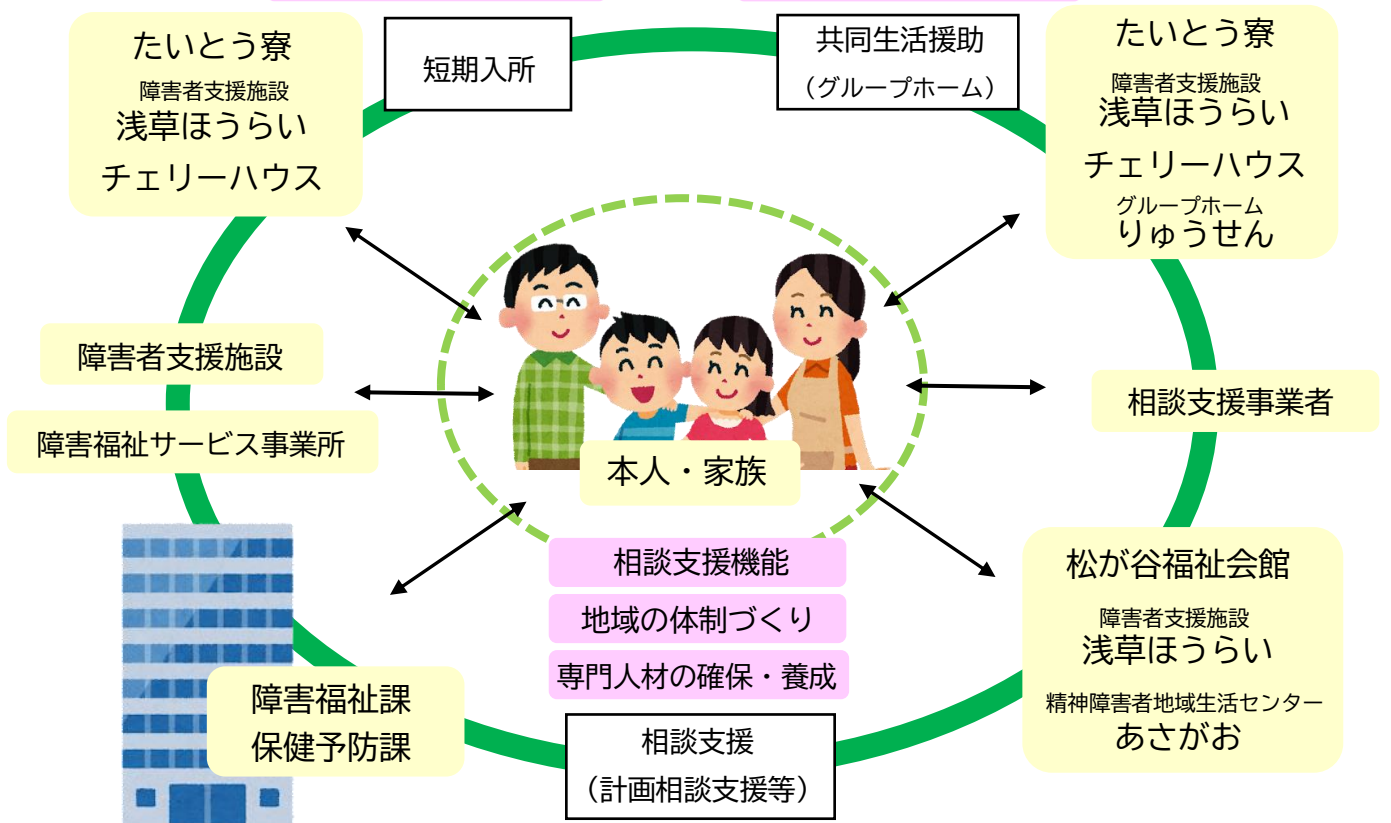 たいとう寮
障害者支援施設
浅草ほうらい
チェリーハウス
短期入所
共同生活援助
（グループホーム）
たいとう寮
障害者支援施設
浅草ほうらい
チェリーハウス
グループホーム
りゅうせん
障害者支援施設
障害福祉サービス事業所
本人・家族
相談支援事業者
相談支援機能
地域の体制づくり
専門人材の確保・養成
障害福祉課
保健予防課
相談支援
（計画相談支援等）
松が谷福祉会館
障害者支援施設
浅草ほうらい
精神障害者地域生活センター
あさがお